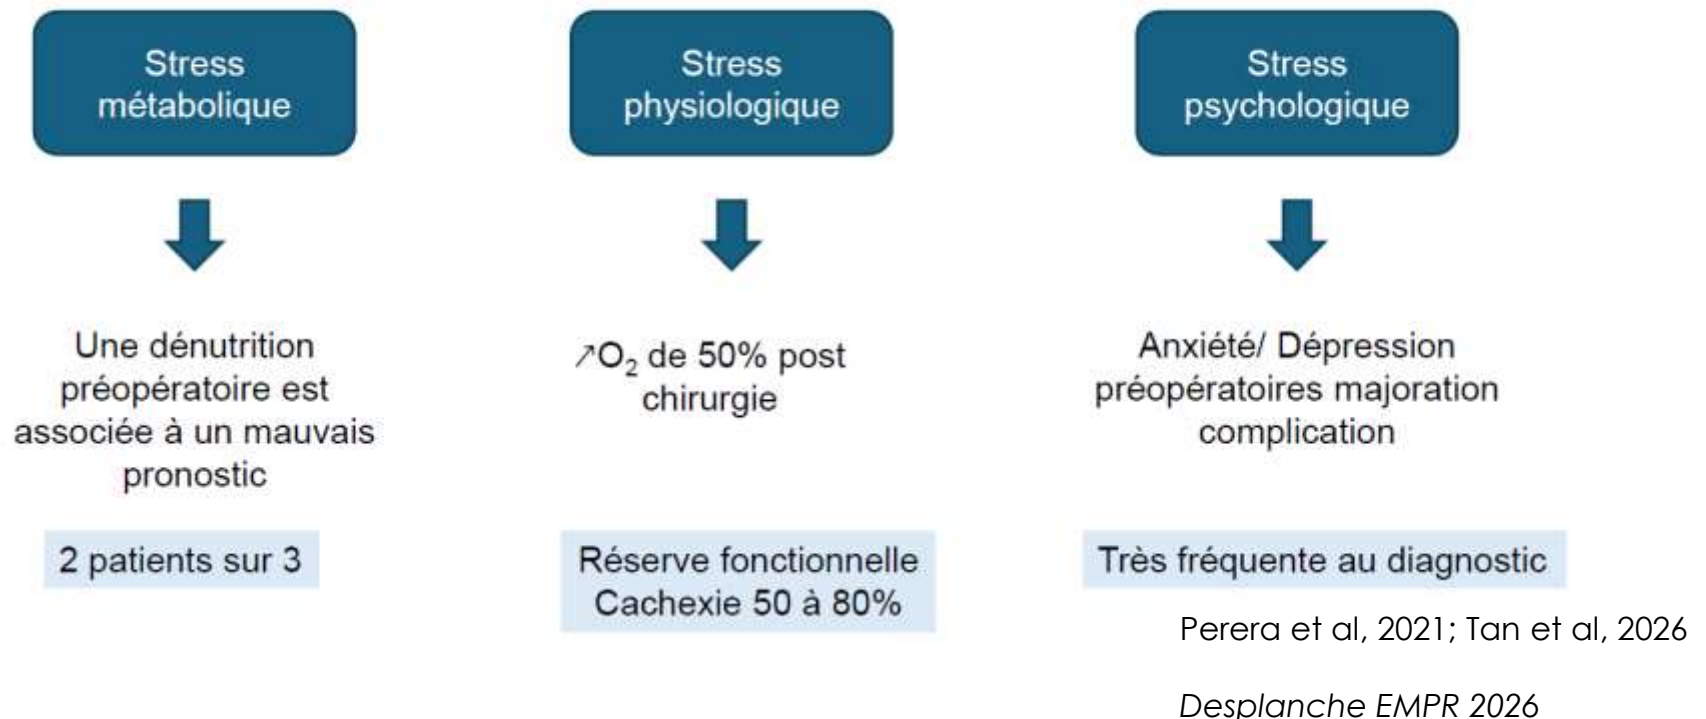 Stress
métabolique
Stress
physiologique
Stress
psychologique
Une dénutrition
préopératoire est
associée à un mauvais
pronostic
↗O₂ de 50% post
chirurgie
Anxiété/ Dépression
préopératoires majoration
complication
2 patients sur 3
Réserve fonctionnelle
Cachexie 50 à 80%
Très fréquente au diagnostic
Perera et al, 2021; Tan et al, 2026
Desplanche EMPR 2026